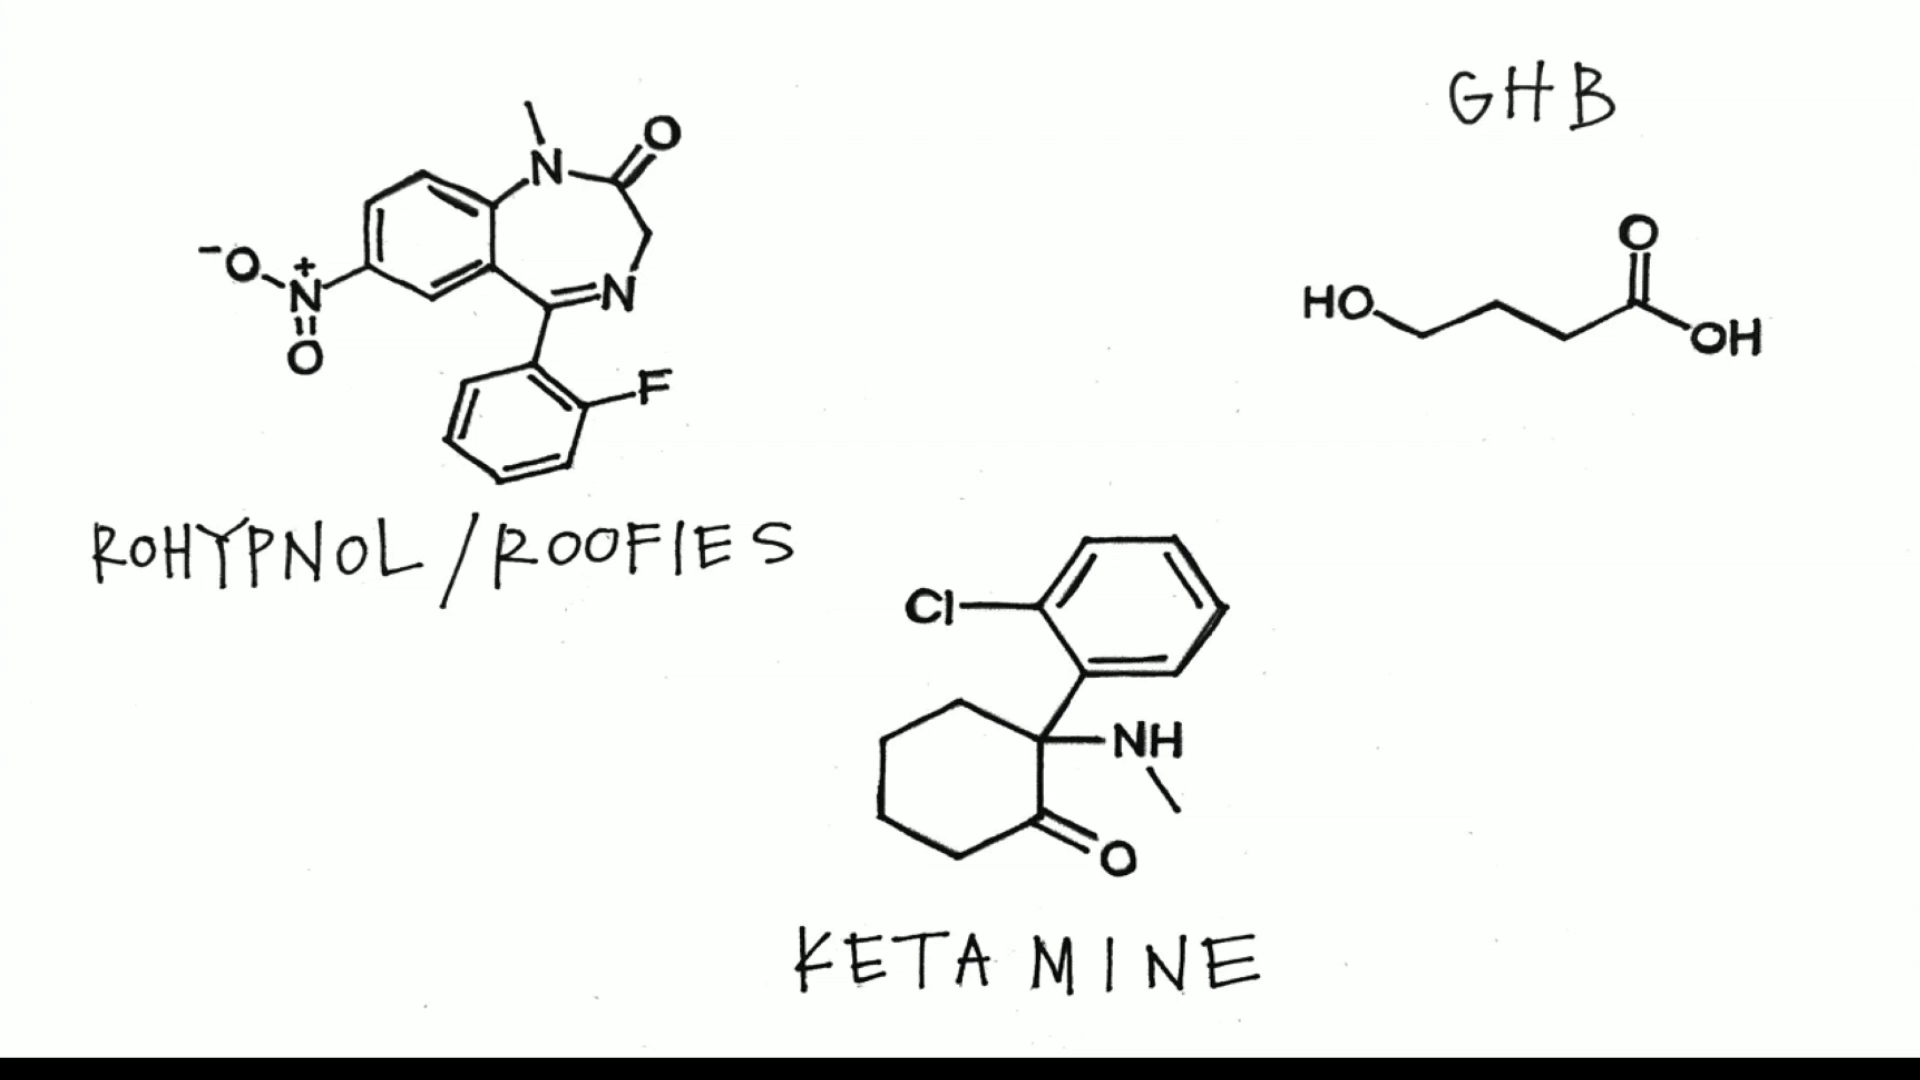 GHB
N
O
⁻O
N⁺
O
N
F
HO
O
OH
ROHYPNOL/ROOFIES
Cl
NH
O
KETAMINE